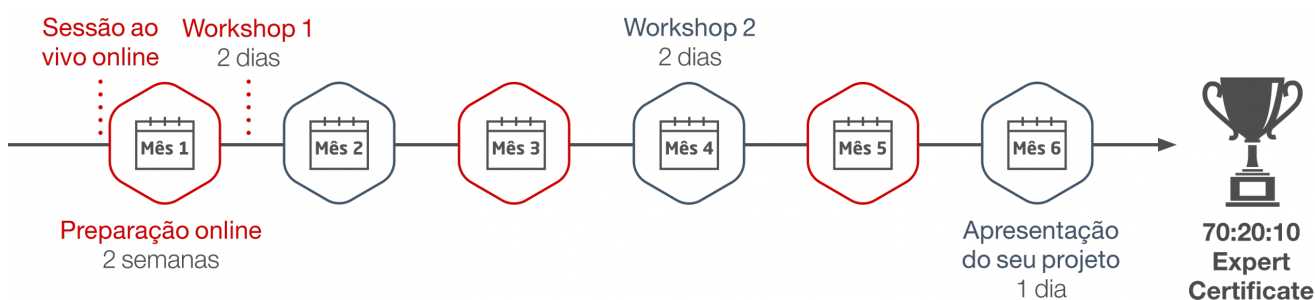 Sessão ao
vivo online
Workshop 1
2 dias
Workshop 2
2 dias
Mês 1
Mês 2
Mês 3
Mês 4
Mês 5
Mês 6
Preparação online
2 semanas
Apresentação
do seu projeto
1 dia
70:20:10
Expert
Certificate